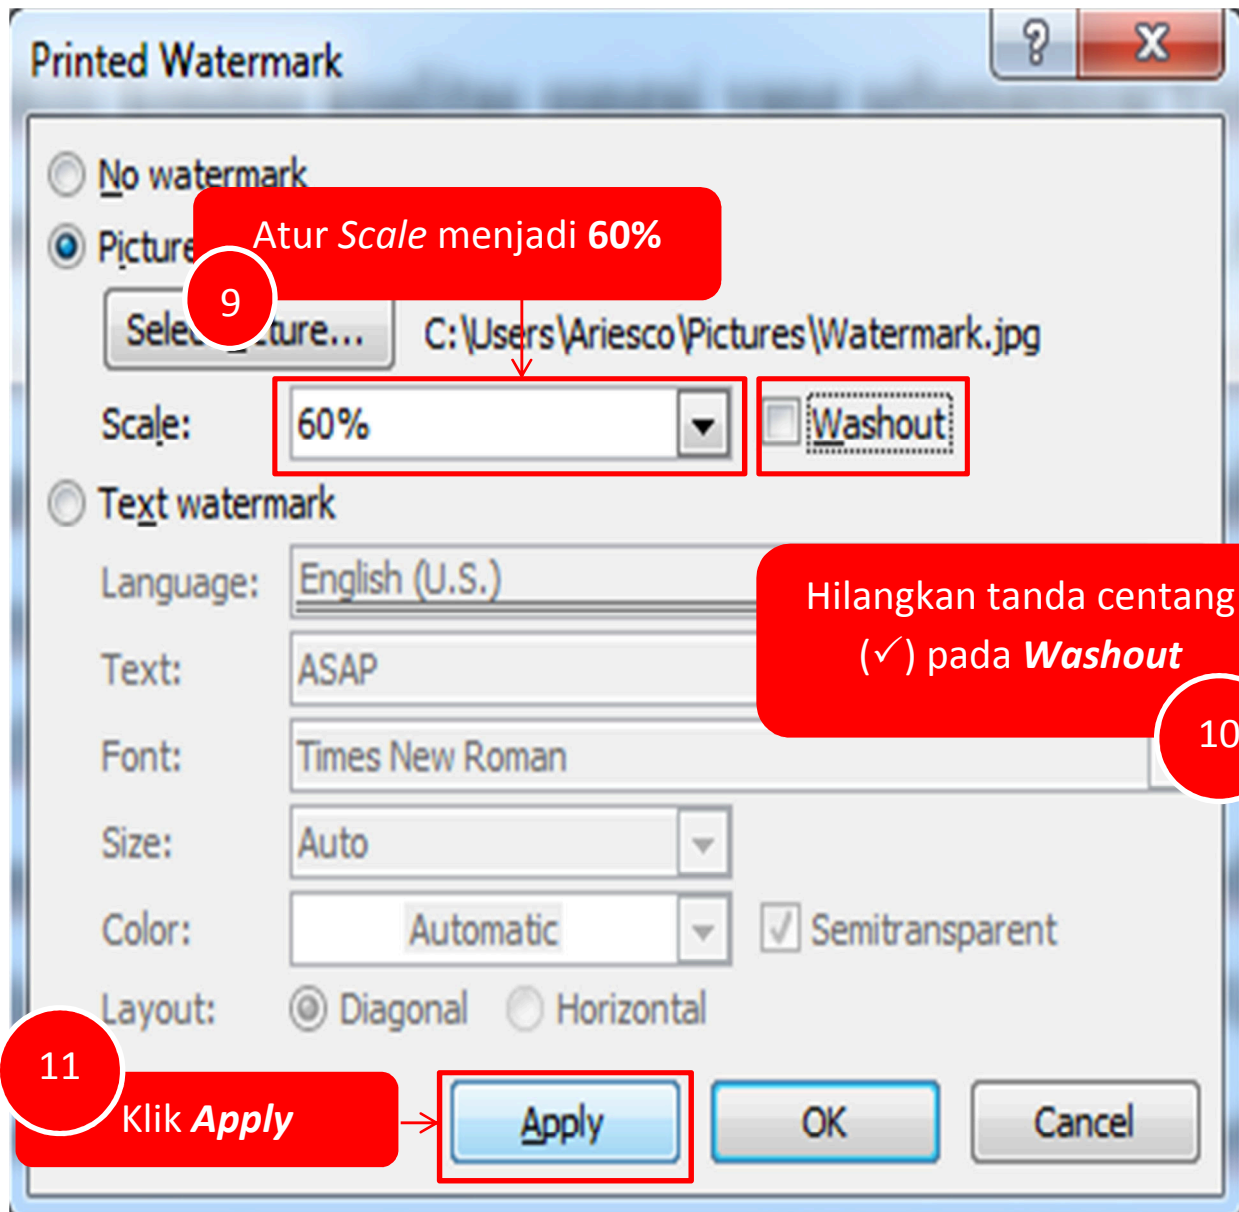 Printed Watermark
No watermark
Atur Scale menjadi 60%
Picture
9
C:\Users\Ariesco\Pictures\Watermark.jpg
Scale: 60% Washout
Text watermark
Language: English (U.S.)
Hilangkan tanda centang
(✓) pada Washout
10
Text: ASAP
Font: Times New Roman
Size: Auto
Color: Automatic Semitransparent
Layout: Diagonal Horizontal
11
Klik Apply
Apply OK Cancel